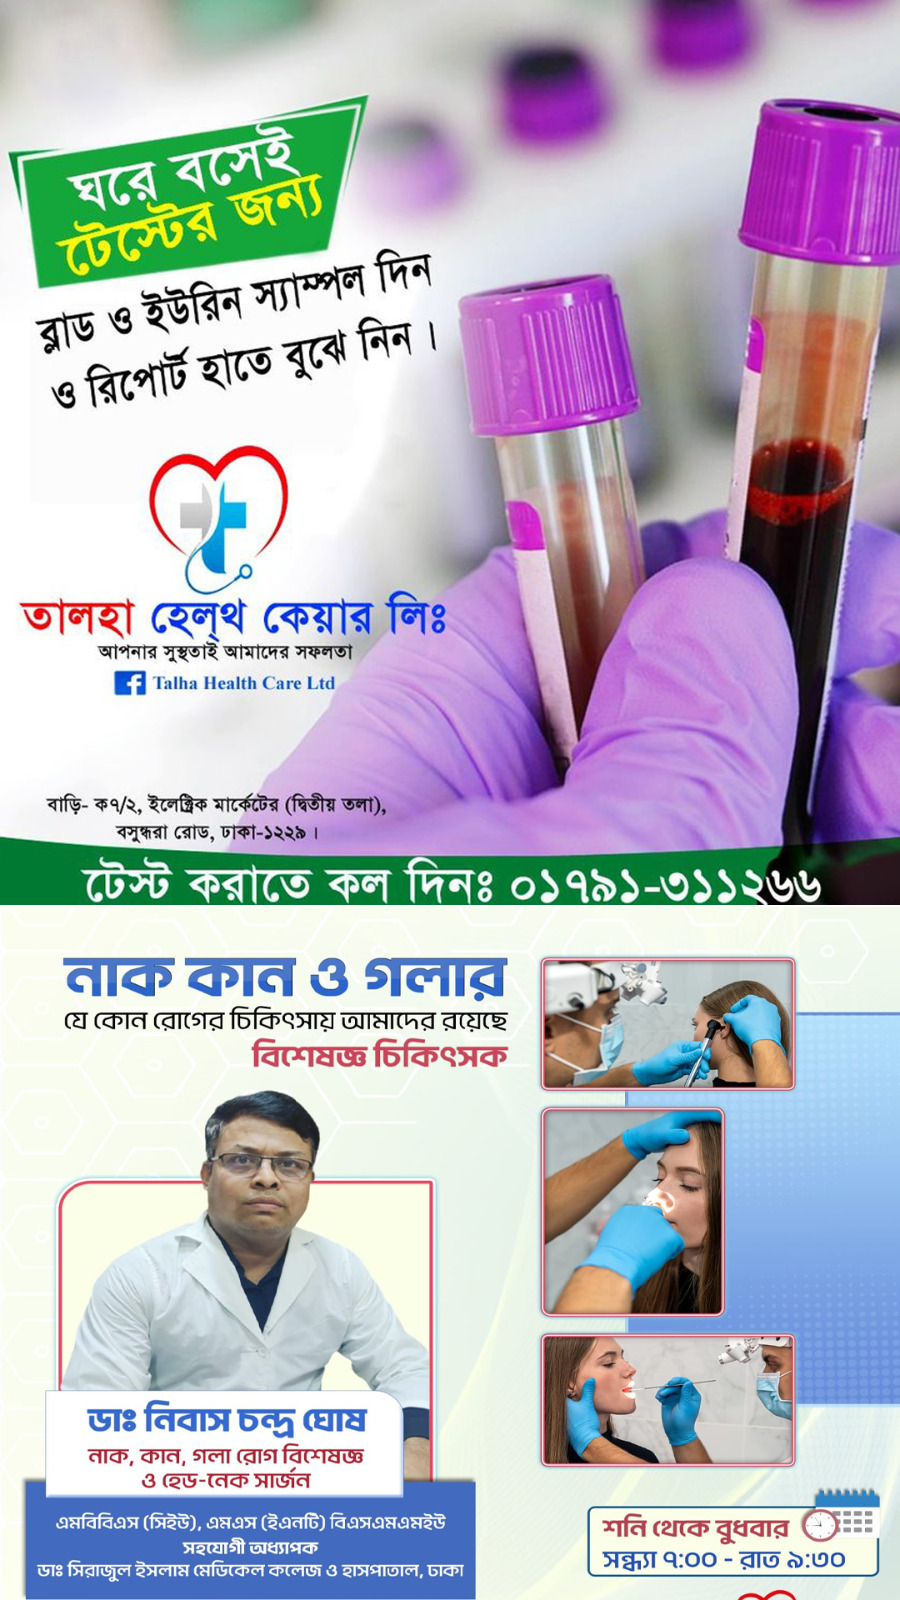 ঘরে বসেই
টেস্টের জন্য
ব্লাড ও ইউরিন স্যাম্পল দিন
ও রিপোর্ট হাতে বুঝে নিন ।
তালহা হেল্থ কেয়ার লিঃ
আপনার সুস্থতাই আমাদের সফলতা
Talha Health Care Ltd
বাড়ি- ক৭/২, ইলেক্ট্রিক মার্কেটের (দ্বিতীয় তলা),
বসুন্ধরা রোড, ঢাকা-১২২৯ ।
টেস্ট করাতে কল দিনঃ ০১৭৯১-৩১১২৬৬
নাক কান ও গলার
যে কোন রোগের চিকিৎসায় আমাদের রয়েছে
বিশেষজ্ঞ চিকিৎসক
ডাঃ নিবাস চন্দ্র ঘোষ
নাক, কান, গলা রোগ বিশেষজ্ঞ
ও হেড-নেক সার্জন
এমবিবিএস (সিইউ), এমএস (ইএনটি) বিএসএমএমইউ
সহযোগী অধ্যাপক
ডাঃ সিরাজুল ইসলাম মেডিকেল কলেজ ও হাসপাতাল, ঢাকা
শনি থেকে বুধবার
সন্ধ্যা ৭:০০ - রাত ৯:৩০